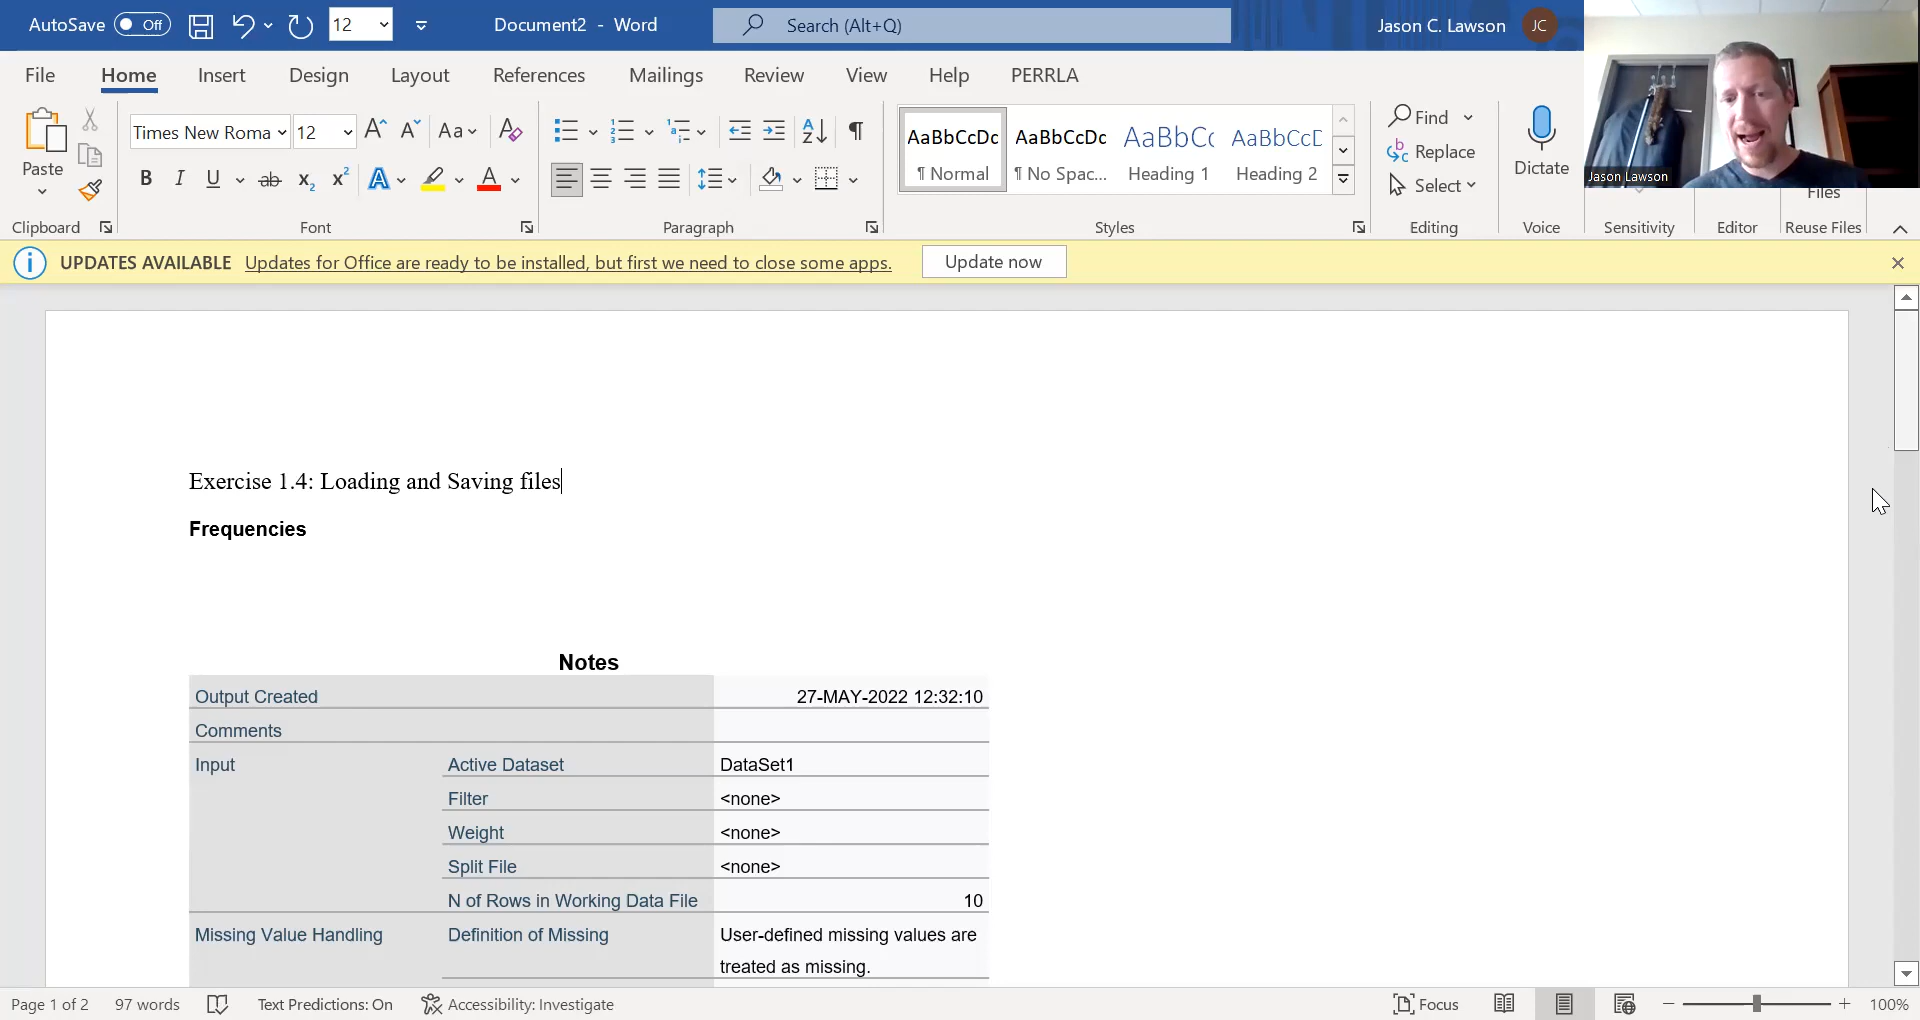 AutoSave Off 12 Document2 - Word Search (Alt+Q) Jason C. Lawson JC
File Home Insert Design Layout References Mailings Review View Help PERRLA
Paste Times New Roma 12 Aa AaBbCcDc AaBbCcDc AaBbCc AaBbCcD Find
¶ Normal ¶ No Spac... Heading 1 Heading 2 Replace
Select
Dictate
Jason Lawson
Files
Clipboard Font Paragraph Styles Editing Voice Sensitivity Editor Reuse Files
UPDATES AVAILABLE Updates for Office are ready to be installed, but first we need to close some apps. Update now
Exercise 1.4: Loading and Saving files
Frequencies
Notes
Output Created 27-MAY-2022 12:32:10
Comments
Input Active Dataset DataSet1
Filter <none>
Weight <none>
Split File <none>
N of Rows in Working Data File 10
Missing Value Handling Definition of Missing User-defined missing values are
treated as missing.
Page 1 of 2 97 words Text Predictions: On Accessibility: Investigate Focus 100%